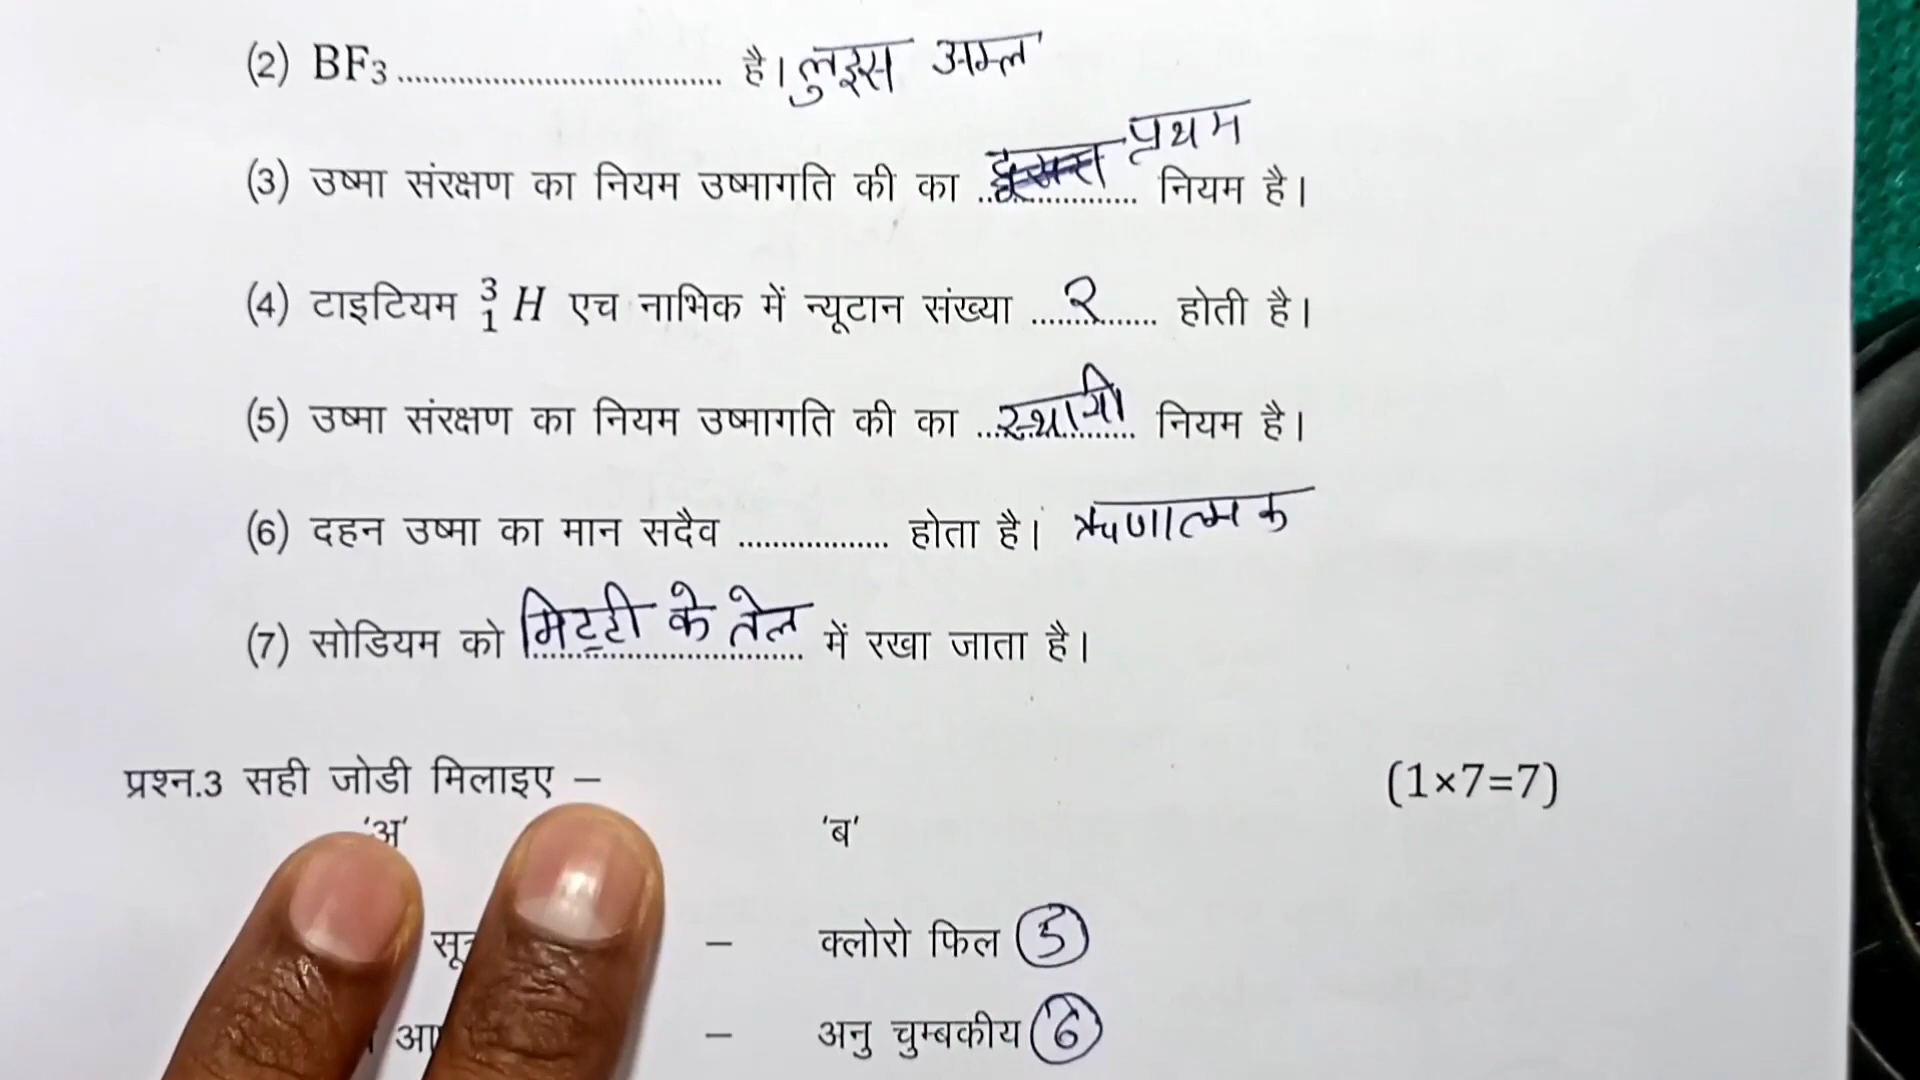 (2) BF3 .................................... है। लुइस अम्ल
प्रथम
(3) उष्मा संरक्षण का नियम उष्मागति की का .................. नियम है।
(4) टाइटियम ³₁H एच नाभिक में न्यूटान संख्या .....२......... होती है।
(5) उष्मा संरक्षण का नियम उष्मागति की का ...स्थायी... नियम है।
(6) दहन उष्मा का मान सदैव ................. होता है। ऋणात्मक
(7) सोडियम को मिट्टी के तेल में रखा जाता है।
प्रश्न.3 सही जोडी मिलाइए – (1×7=7)
'अ' 'ब'
– क्लोरो फिल 5
– अनु चुम्बकीय 6